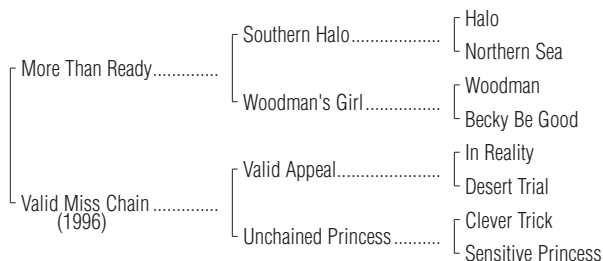 Halo
Southern Halo....................
Northern Sea
More Than Ready..............
Woodman
Woodman's Girl.................
Becky Be Good
In Reality
Valid Appeal.......................
Desert Trial
Valid Miss Chain ..............
(1996)
Clever Trick
Unchained Princess ..........
Sensitive Princess